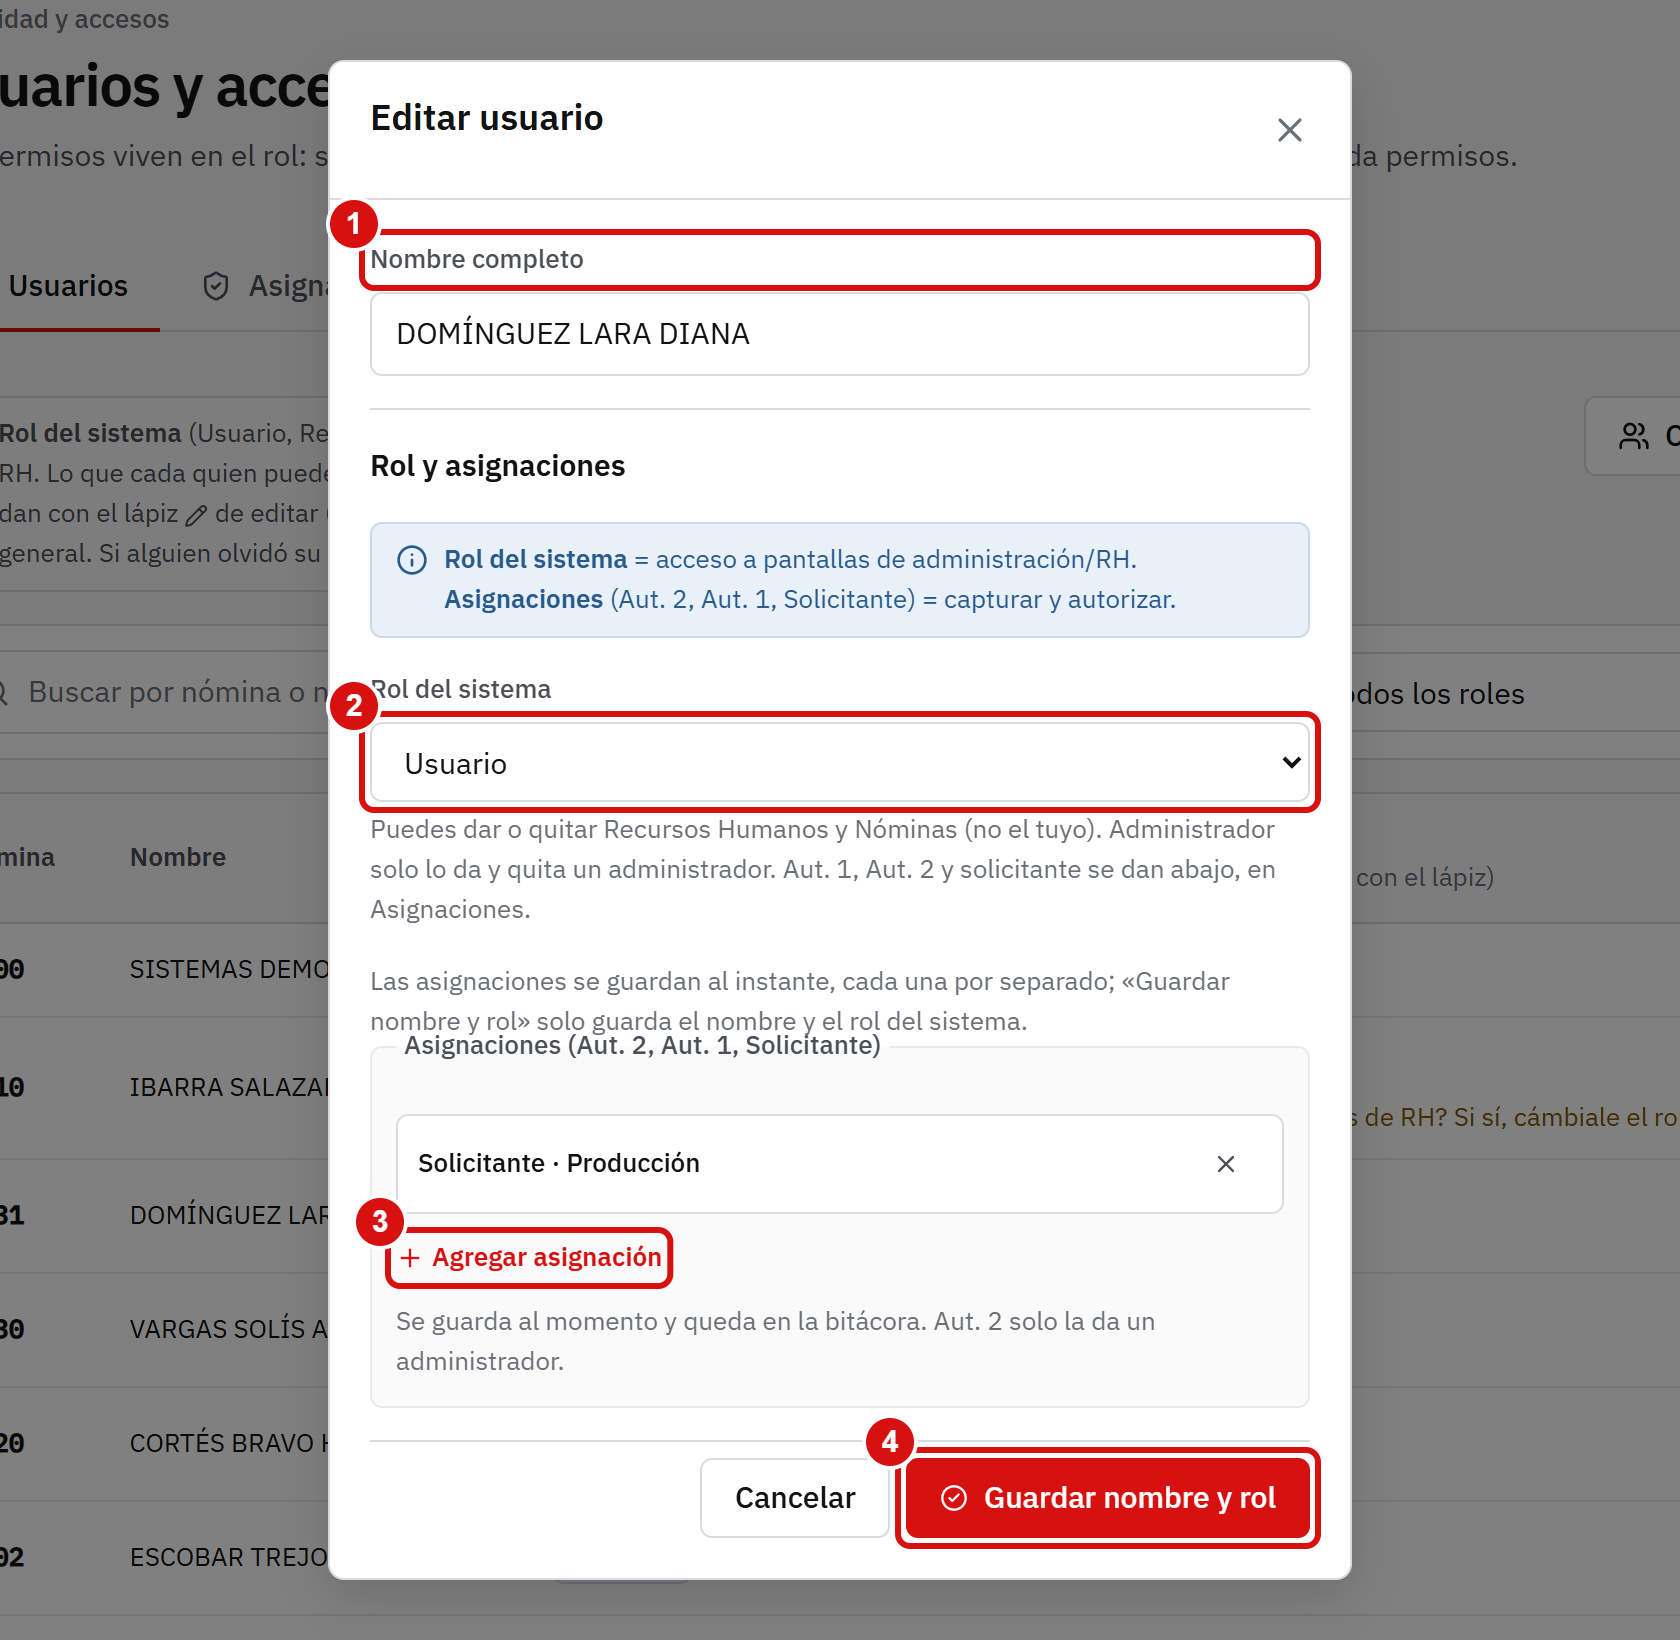 idad y accesos
uarios y acce
ermisos viven en el rol: s
da permisos.
Usuarios
Asigna
Rol del sistema (Usuario, Re
RH. Lo que cada quien puede
dan con el lápiz de editar
general. Si alguien olvidó su
Buscar por nómina o n
odos los roles
mina
Nombre
con el lápiz)
00
SISTEMAS DEMO
10
IBARRA SALAZAR
s de RH? Si sí, cámbiale el ro
31
DOMÍNGUEZ LAR
30
VARGAS SOLÍS A
20
CORTÉS BRAVO H
02
ESCOBAR TREJO
Editar usuario
1
Nombre completo
DOMÍNGUEZ LARA DIANA
Rol y asignaciones
Rol del sistema = acceso a pantallas de administración/RH.
Asignaciones (Aut. 2, Aut. 1, Solicitante) = capturar y autorizar.
Rol del sistema
2
Usuario
Puedes dar o quitar Recursos Humanos y Nóminas (no el tuyo). Administrador
solo lo da y quita un administrador. Aut. 1, Aut. 2 y solicitante se dan abajo, en
Asignaciones.
Las asignaciones se guardan al instante, cada una por separado; «Guardar
nombre y rol» solo guarda el nombre y el rol del sistema.
Asignaciones (Aut. 2, Aut. 1, Solicitante)
Solicitante · Producción
3
+ Agregar asignación
Se guarda al momento y queda en la bitácora. Aut. 2 solo la da un
administrador.
4
Cancelar
Guardar nombre y rol